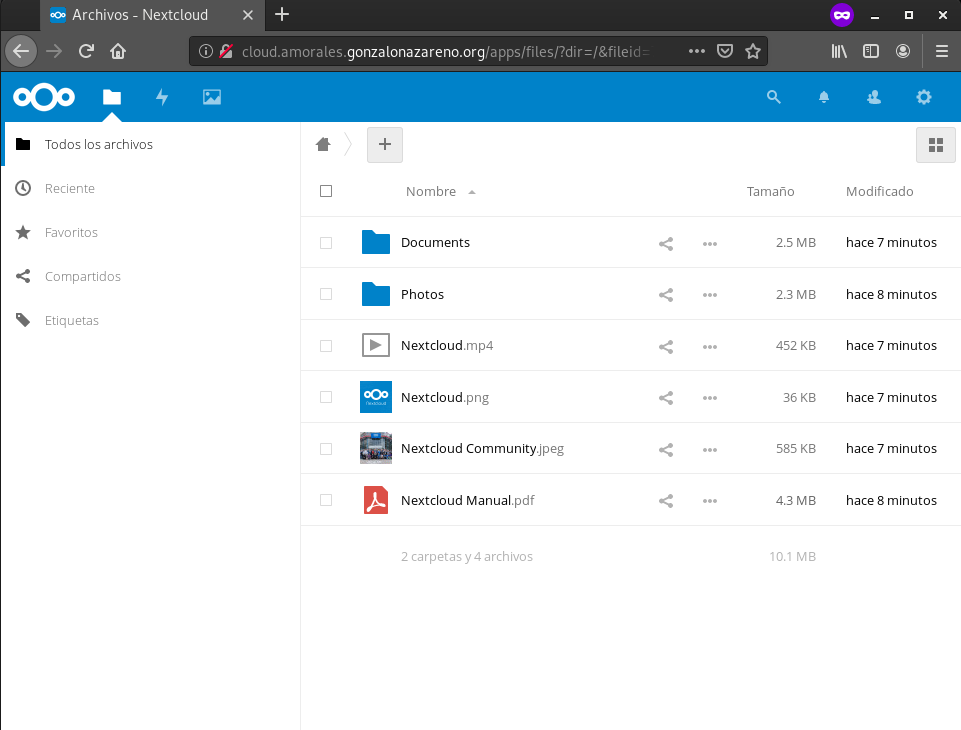 Archivos - Nextcloud
cloud.amorales.gonzalonazareno.org/apps/files/?dir=/&fileid=
Todos los archivos
Reciente
Favoritos
Compartidos
Etiquetas
Nombre Tamaño Modificado
Documents 2.5 MB hace 7 minutos
Photos 2.3 MB hace 8 minutos
Nextcloud.mp4 452 KB hace 7 minutos
Nextcloud.png 36 KB hace 7 minutos
Nextcloud Community.jpeg 585 KB hace 7 minutos
Nextcloud Manual.pdf 4.3 MB hace 8 minutos
2 carpetas y 4 archivos 10.1 MB